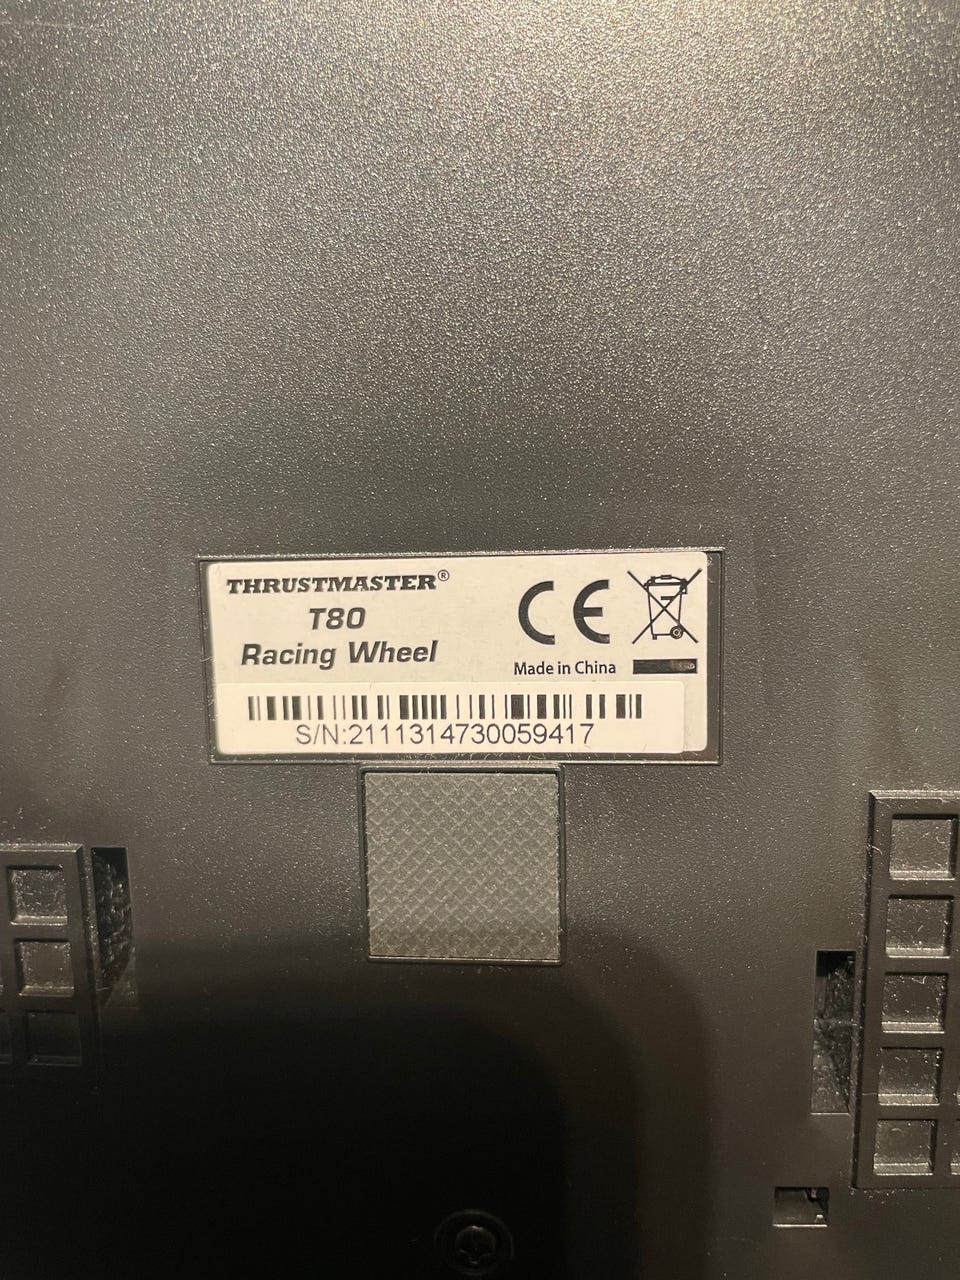 THRUSTMASTER®
T80
Racing Wheel
CE
Made in China
S/N:2111314730059417